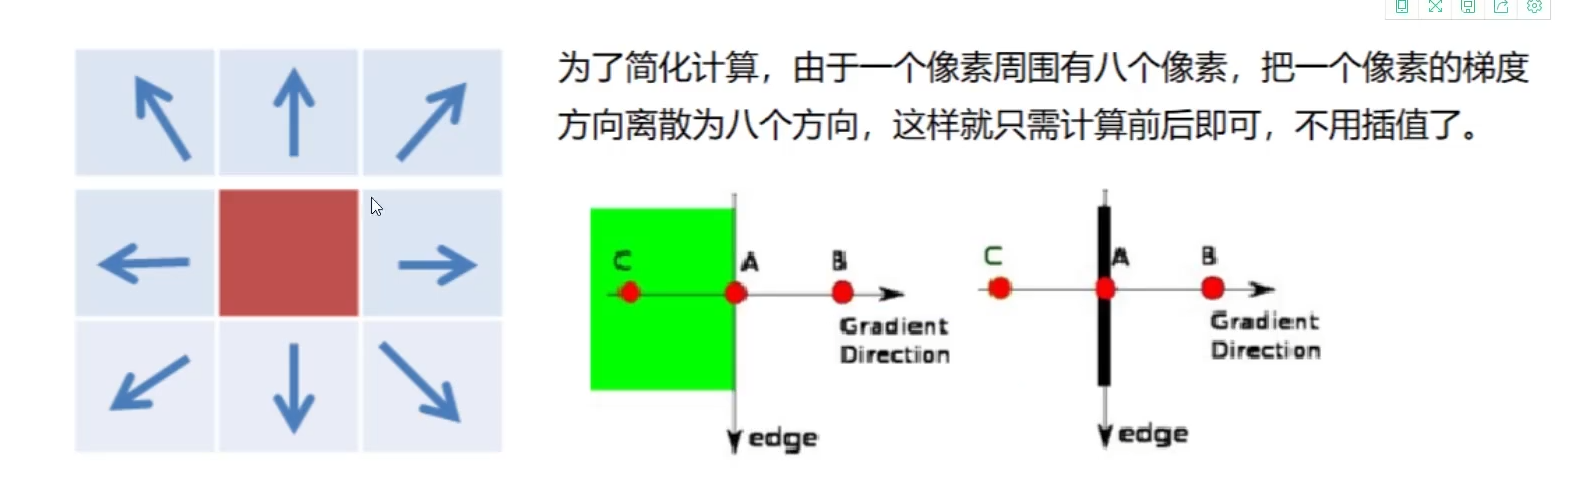 为了简化计算，由于一个像素周围有八个像素，把一个像素的梯度
方向离散为八个方向，这样就只需计算前后即可，不用插值了。
C
A
B
Gradient
Direction
edge
C
A
B
Gradient
Direction
edge